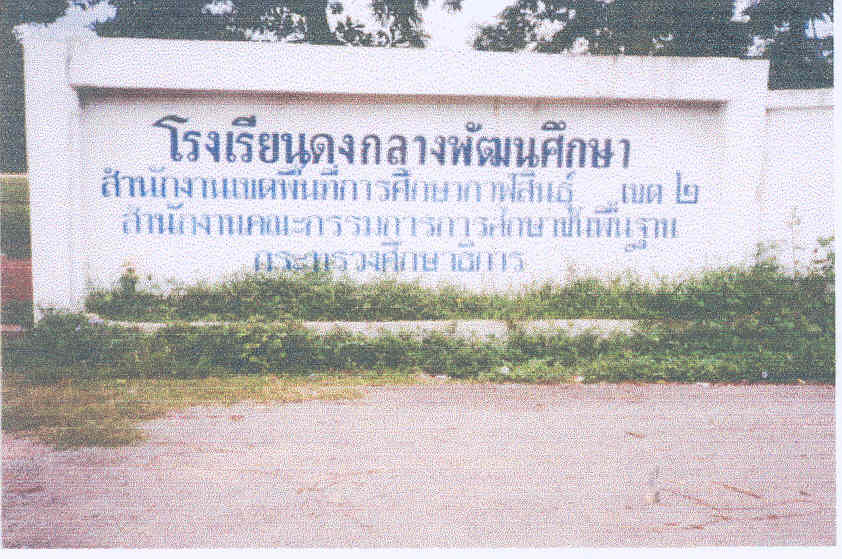 โรงเรียนดงกลางพัฒนศึกษา
สำนักงานเขตพื้นที่การศึกษากาฬสินธุ์ เขต ๒
สำนักงานคณะกรรมการการศึกษาขั้นพื้นฐาน
กระทรวงศึกษาธิการ